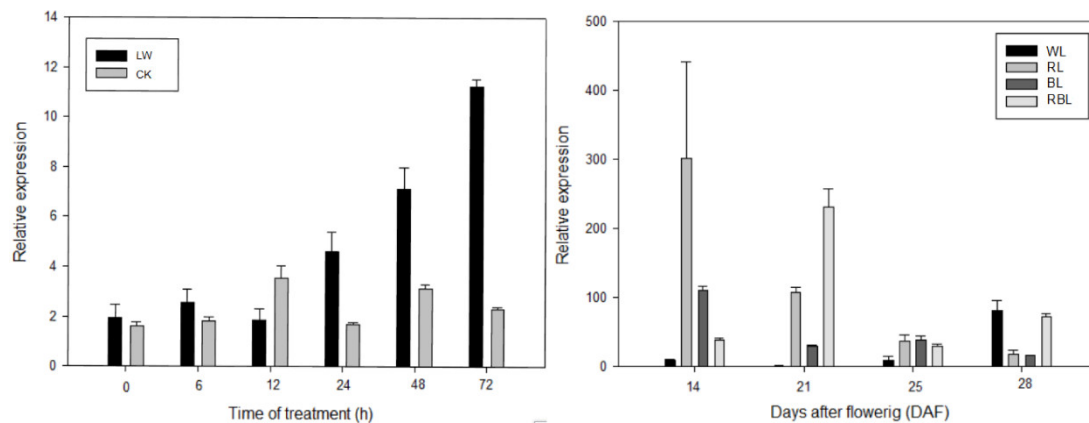 14
12
10
8
6
4
2
0
LW
CK
Relative expression
0 6 12 24 48 72
Time of treatment (h)
500
400
300
200
100
0
WL
RL
BL
RBL
Relative expression
14 21 25 28
Days after flowerig (DAF)